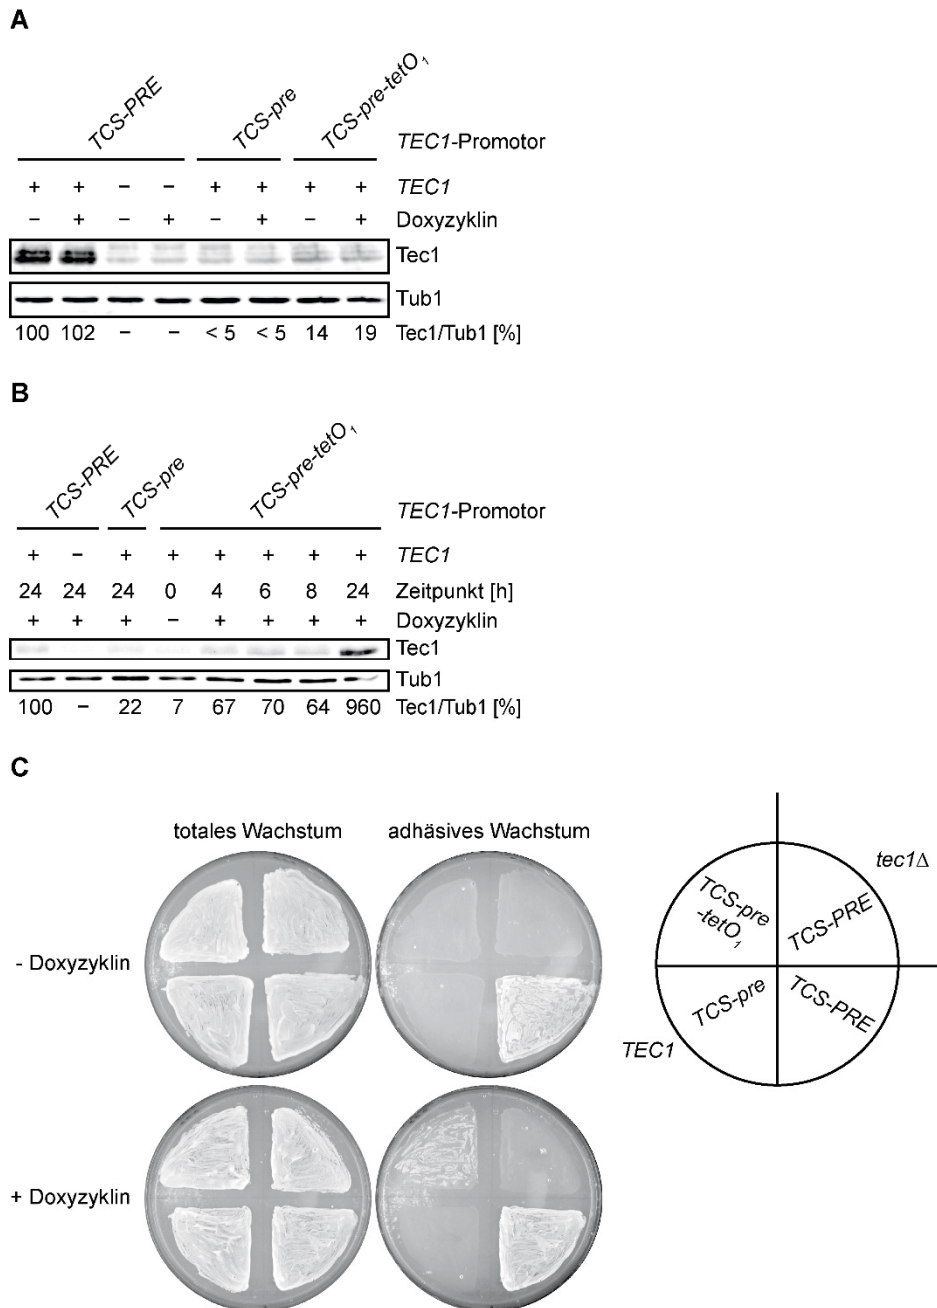 A
TCS-PRE TCS-pre TCS-pre-tetO₁
TEC1-Promotor
+ + − − + + + + TEC1
− + − + − + − + Doxyzyklin
Tec1
Tub1
100 102 − − < 5 < 5 14 19 Tec1/Tub1 [%]
B
TCS-PRE TCS-pre TCS-pre-tetO₁
TEC1-Promotor
+ − + + + + + + TEC1
24 24 24 0 4 6 8 24 Zeitpunkt [h]
+ + + − + + + + Doxyzyklin
Tec1
Tub1
100 − 22 7 67 70 64 960 Tec1/Tub1 [%]
C
totales Wachstum adhäsives Wachstum
- Doxyzyklin
+ Doxyzyklin
tec1Δ
TCS-pre
-tetO₁
TCS-PRE
TCS-pre
TCS-PRE
TEC1